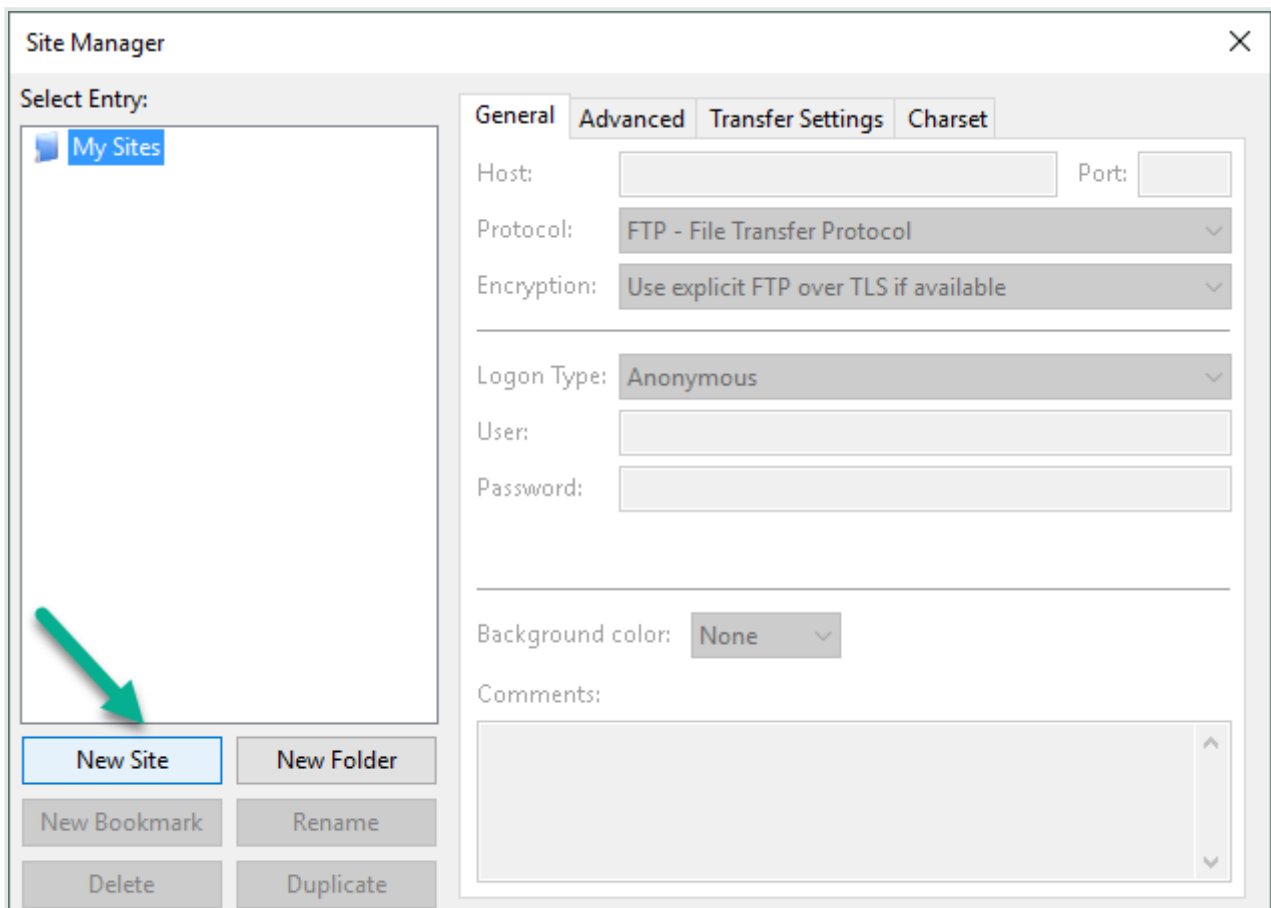 Site Manager
Select Entry:
My Sites
New Site
New Folder
New Bookmark
Rename
Delete
Duplicate
General
Advanced
Transfer Settings
Charset
Host:
Port:
Protocol:
FTP - File Transfer Protocol
Encryption:
Use explicit FTP over TLS if available
Logon Type:
Anonymous
User:
Password:
Background color:
None
Comments: